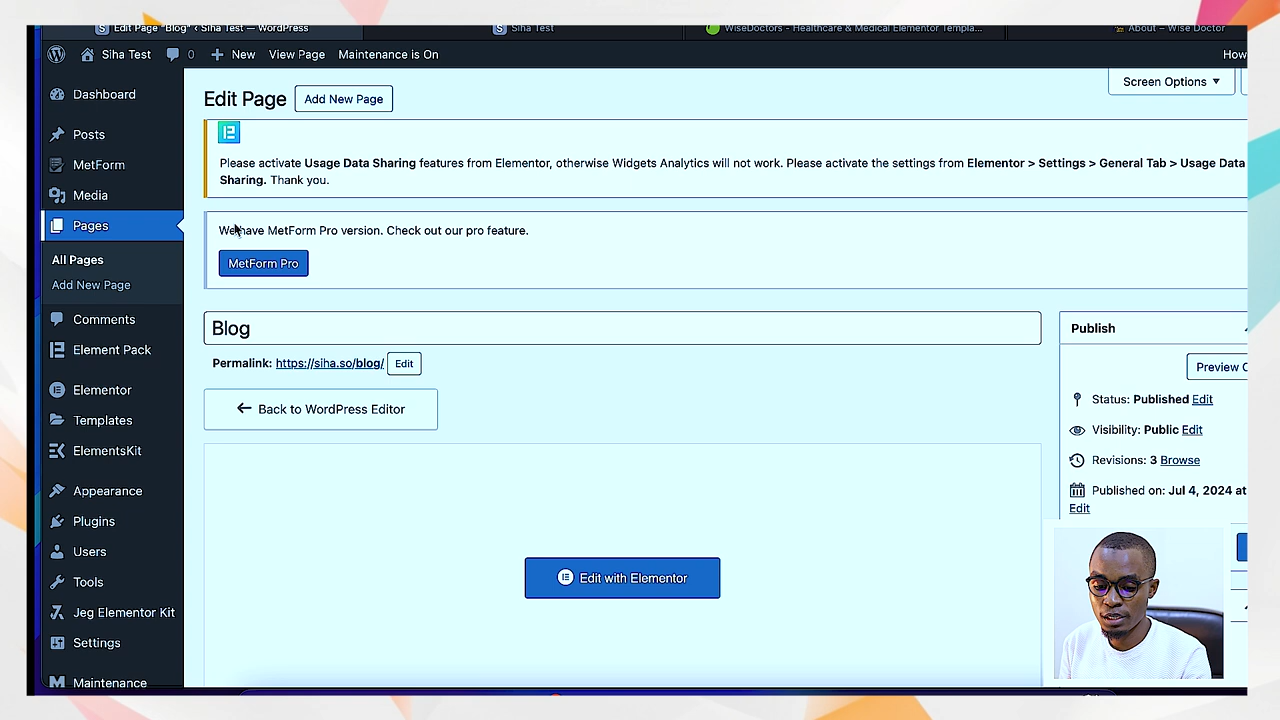 Edit Page "Blog" ‹ Siha Test — WordPress
Siha Test
WiseDoctors - Healthcare & Medical Elementor Templa...
About – Wise Doctor
Siha Test
0
New
View Page
Maintenance is On
How
Dashboard
Posts
MetForm
Media
Pages
All Pages
Add New Page
Comments
Element Pack
Elementor
Templates
ElementsKit
Appearance
Plugins
Users
Tools
Jeg Elementor Kit
Settings
Maintenance
Screen Options
Edit Page
Add New Page
Please activate Usage Data Sharing features from Elementor, otherwise Widgets Analytics will not work. Please activate the settings from Elementor > Settings > General Tab > Usage Data
Sharing. Thank you.
We have MetForm Pro version. Check out our pro feature.
MetForm Pro
Blog
Permalink: https://siha.so/blog/ Edit
Back to WordPress Editor
Edit with Elementor
Publish
Preview C
Status: Published Edit
Visibility: Public Edit
Revisions: 3 Browse
Published on: Jul 4, 2024 at
Edit